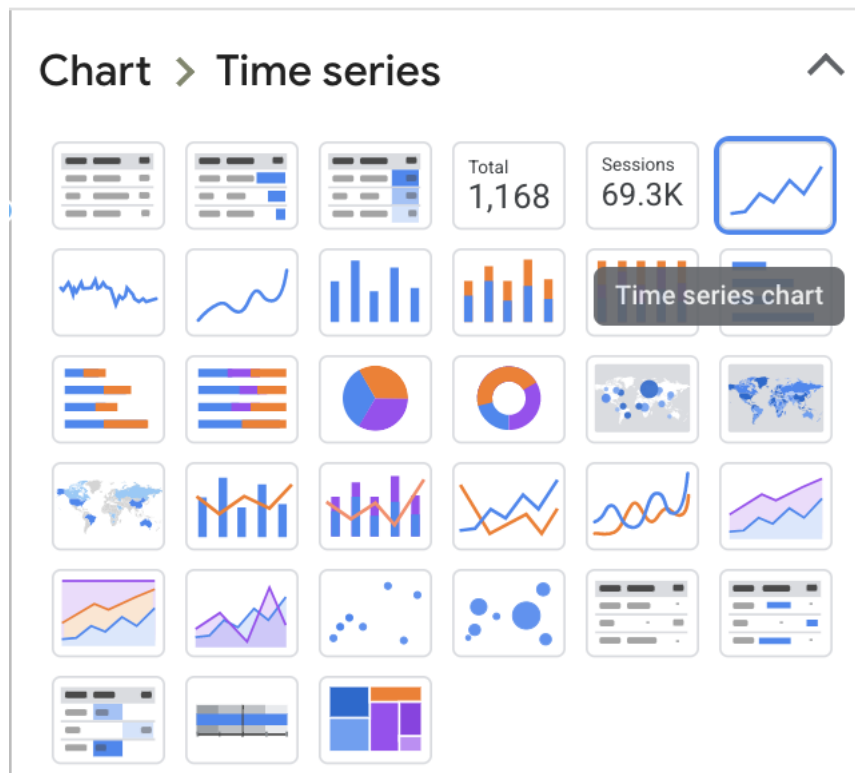 Chart > Time series
Total
1,168
Sessions
69.3K
Time series chart